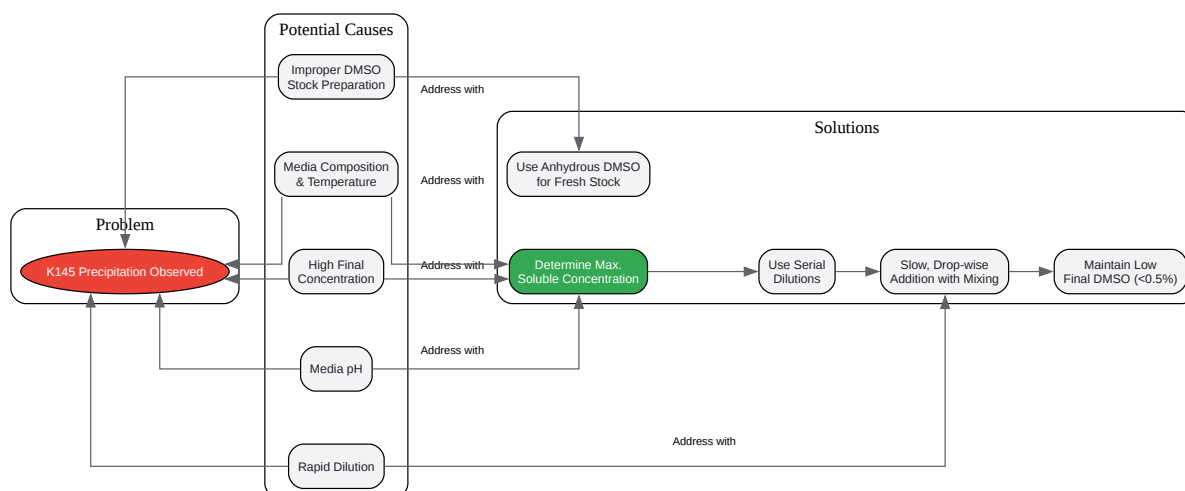 Potential Causes
Improper DMSO
Stock Preparation
Address with
Solutions
Media Composition
& Temperature
Address with
Use Anhydrous DMSO
for Fresh Stock
Problem
K145 Precipitation Observed
High Final
Concentration
Address with
Determine Max.
Soluble Concentration
Use Serial
Dilutions
Slow, Drop-wise
Addition with Mixing
Maintain Low
Final DMSO (<0.5%)
Media pH
Address with
Rapid Dilution
Address with